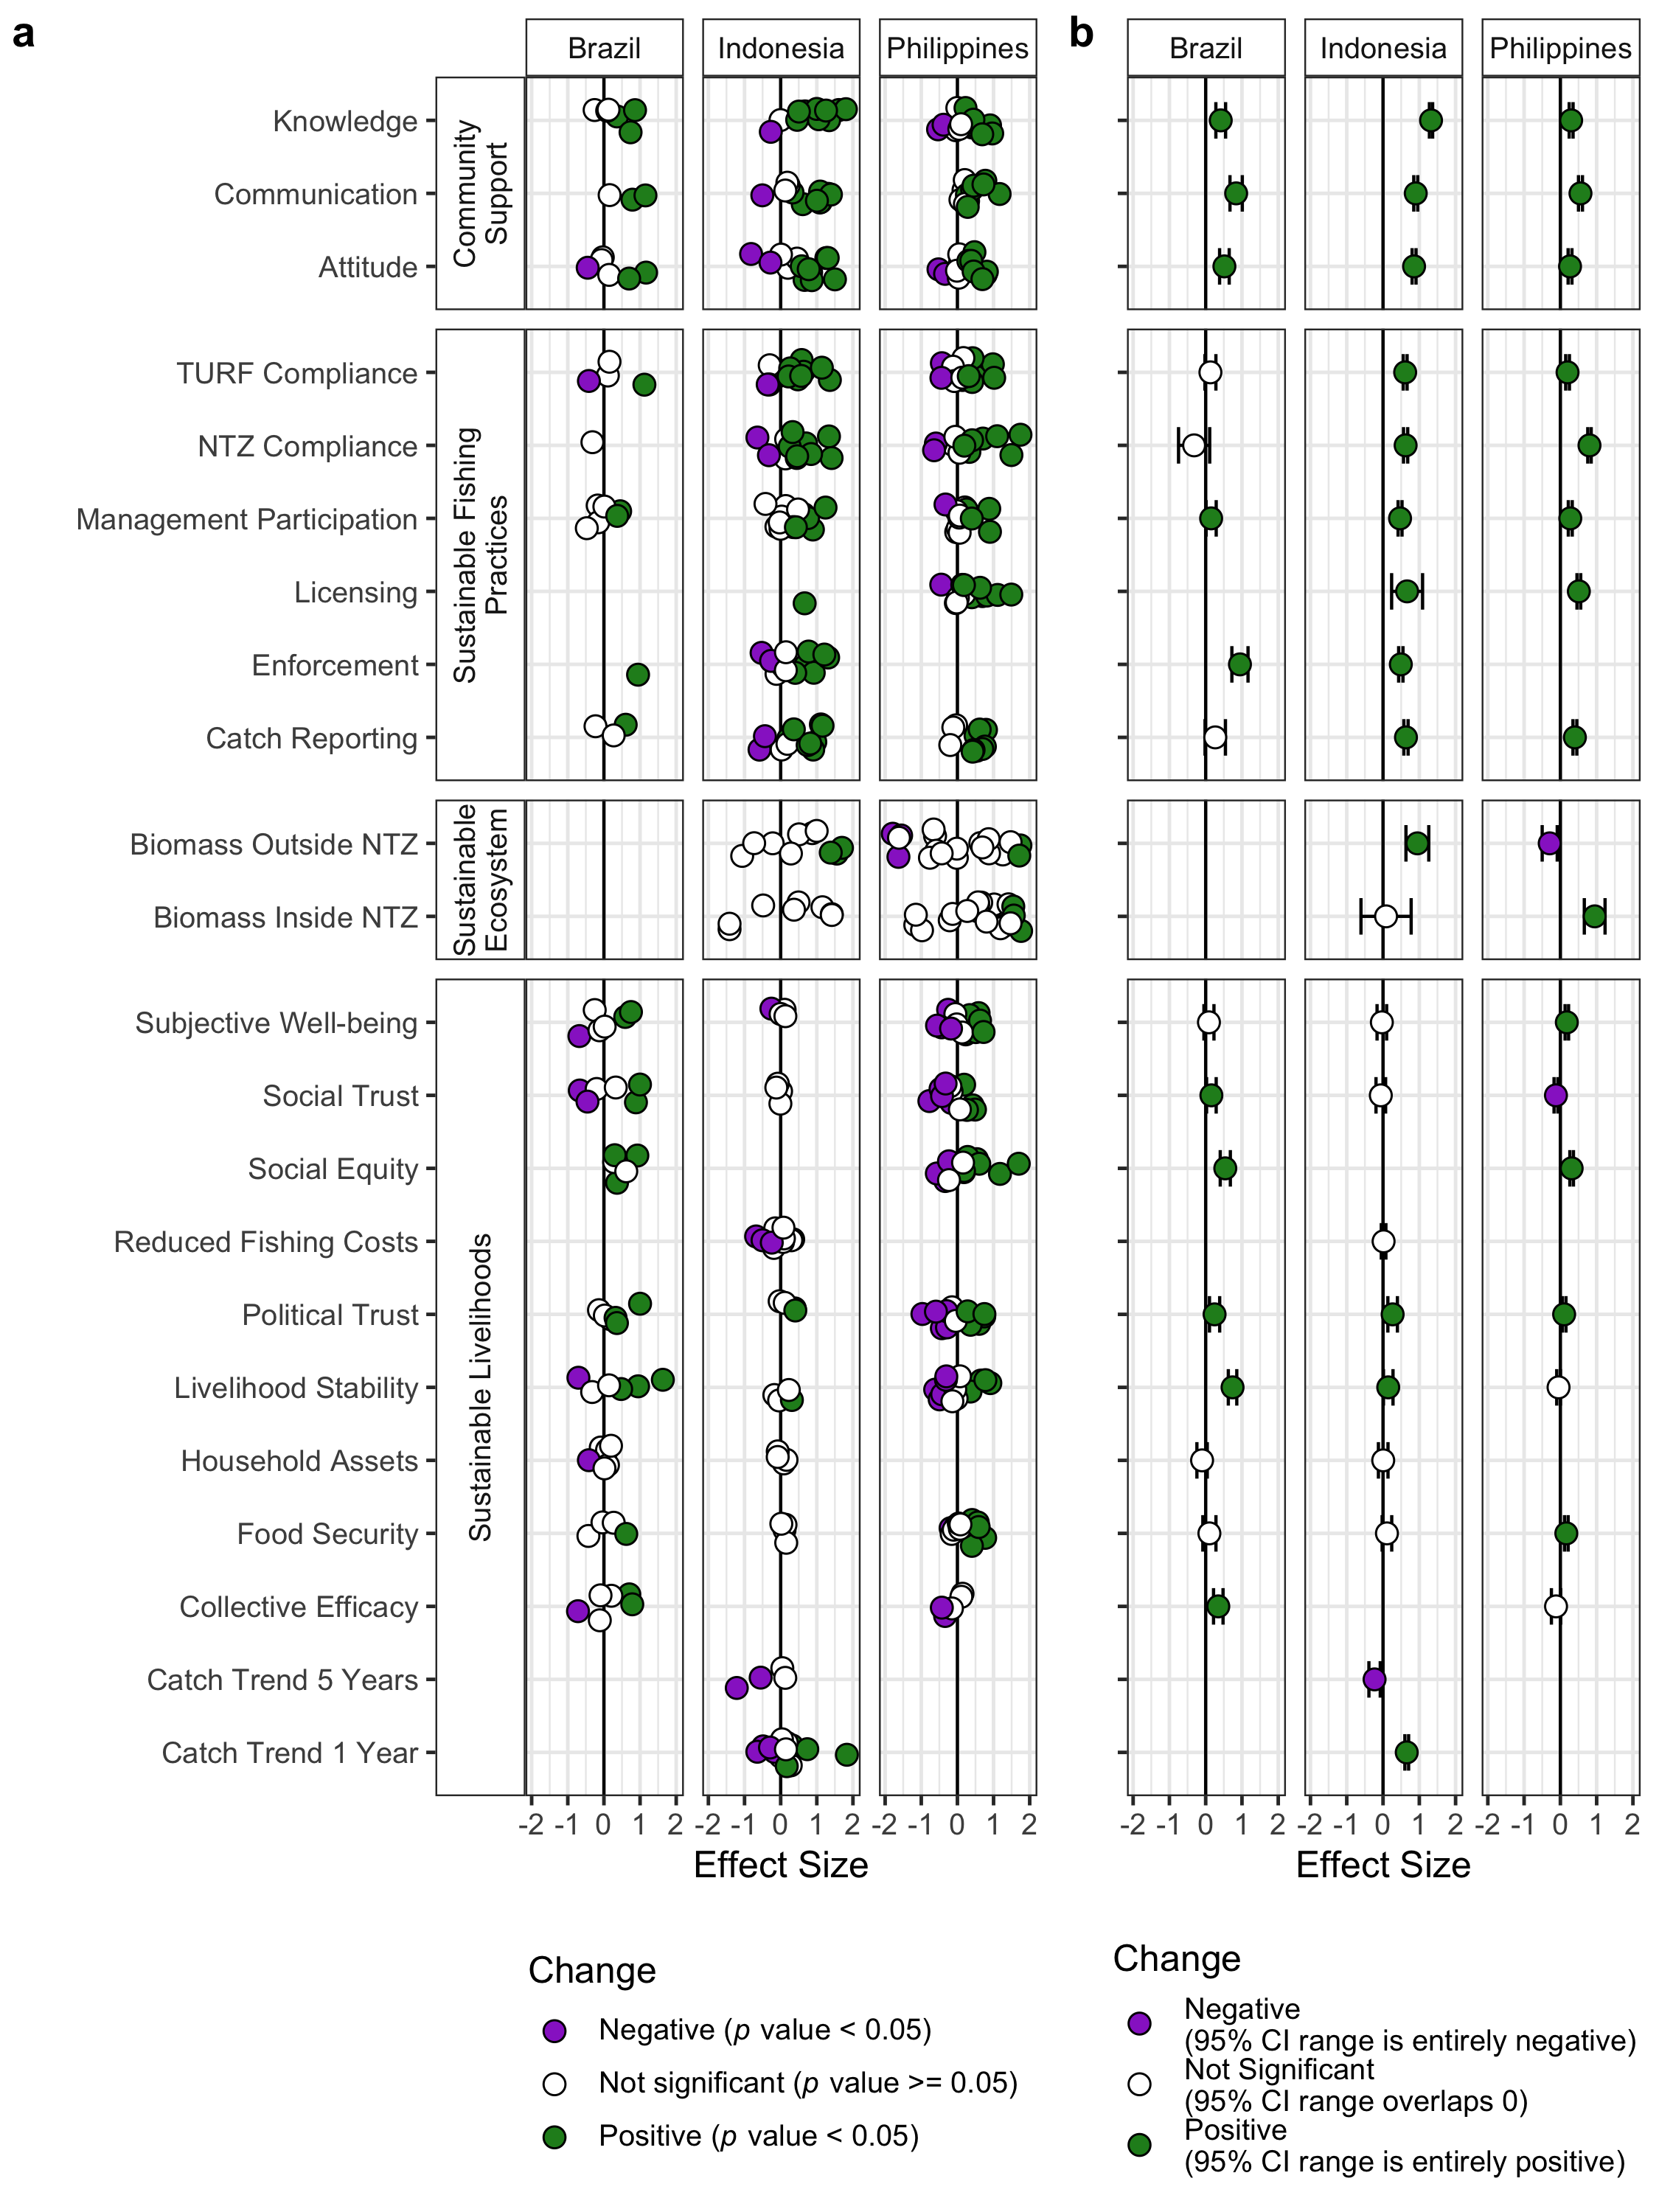 a
b
Brazil
Indonesia
Philippines
Brazil
Indonesia
Philippines
Community
Support
Knowledge
Communication
Attitude
Sustainable Fishing
Practices
TURF Compliance
NTZ Compliance
Management Participation
Licensing
Enforcement
Catch Reporting
Sustainable
Ecosystem
Biomass Outside NTZ
Biomass Inside NTZ
Sustainable Livelihoods
Subjective Well-being
Social Trust
Social Equity
Reduced Fishing Costs
Political Trust
Livelihood Stability
Household Assets
Food Security
Collective Efficacy
Catch Trend 5 Years
Catch Trend 1 Year
-2 -1 0 1 2
-2 -1 0 1 2
-2 -1 0 1 2
-2 -1 0 1 2
-2 -1 0 1 2
-2 -1 0 1 2
Effect Size
Effect Size
Change
Negative (p value < 0.05)
Not significant (p value >= 0.05)
Positive (p value < 0.05)
Change
Negative
(95% CI range is entirely negative)
Not Significant
(95% CI range overlaps 0)
Positive
(95% CI range is entirely positive)